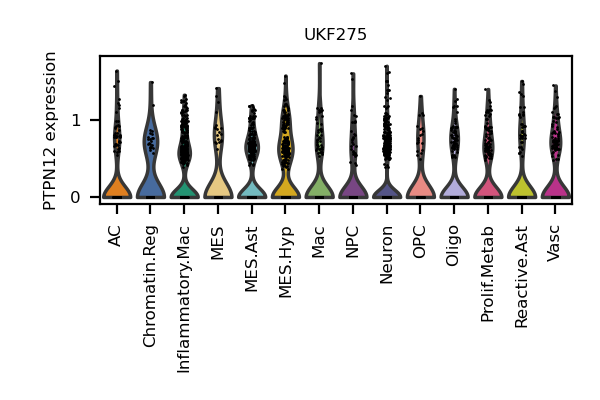 UKF275
PTPN12 expression
1
0
AC
Chromatin.Reg
Inflammatory.Mac
MES
MES.Ast
MES.Hyp
Mac
NPC
Neuron
OPC
Oligo
Prolif.Metab
Reactive.Ast
Vasc